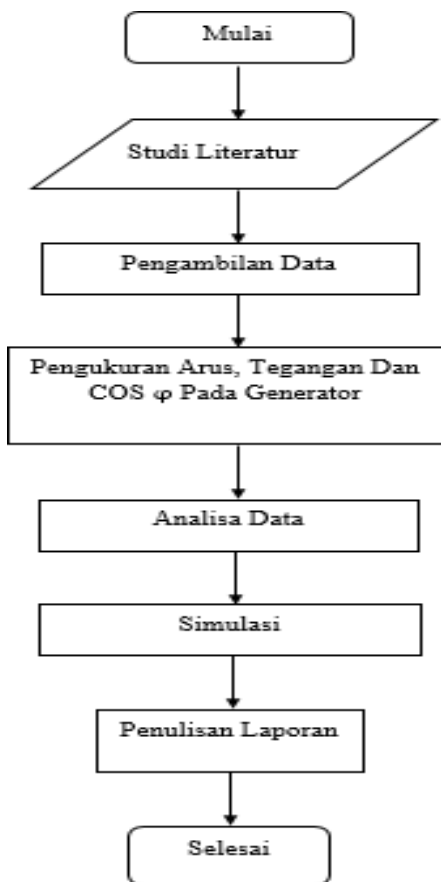 Mulai
Studi Literatur
Pengambilan Data
Pengukuran Arus, Tegangan Dan
COS φ Pada Generator
Analisa Data
Simulasi
Penulisan Laporan
Selesai